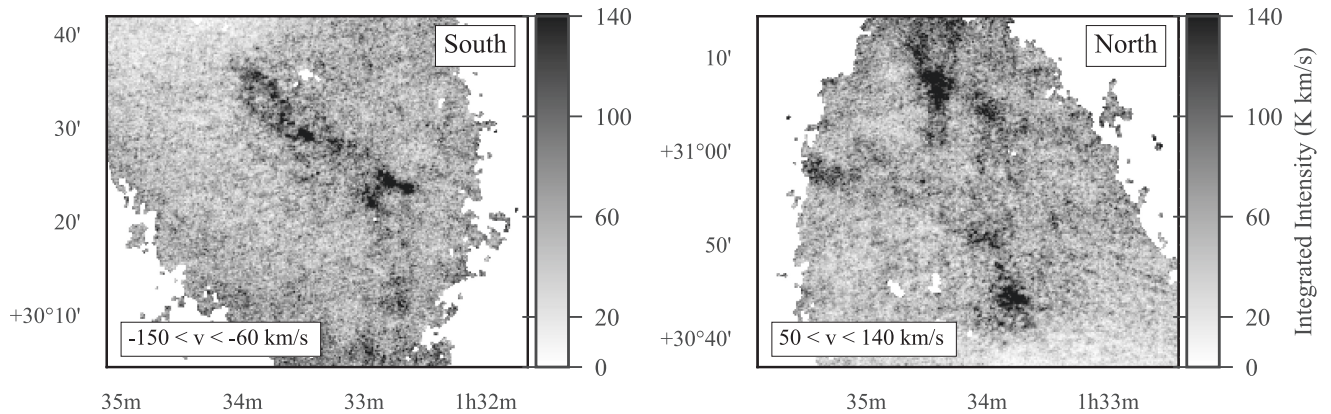 40'
30'
20'
+30°10'
35m
34m
33m
1h32m
South
-150 < v < -60 km/s
140
100
60
20
0
10'
+31°00'
50'
+30°40'
35m
34m
1h33m
North
50 < v < 140 km/s
140
100
60
20
0
Integrated Intensity (K km/s)